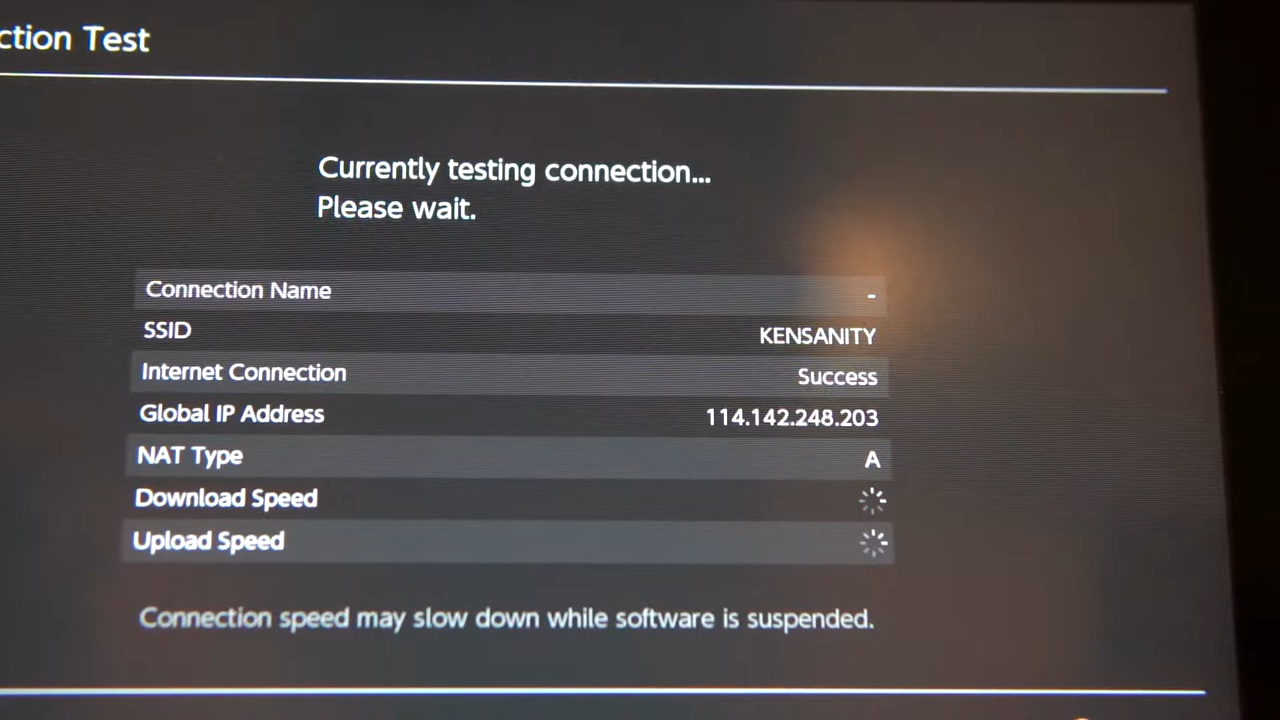 ction Test
Currently testing connection...
Please wait.
Connection Name -
SSID KENSANITY
Internet Connection Success
Global IP Address 114.142.248.203
NAT Type A
Download Speed
Upload Speed
Connection speed may slow down while software is suspended.